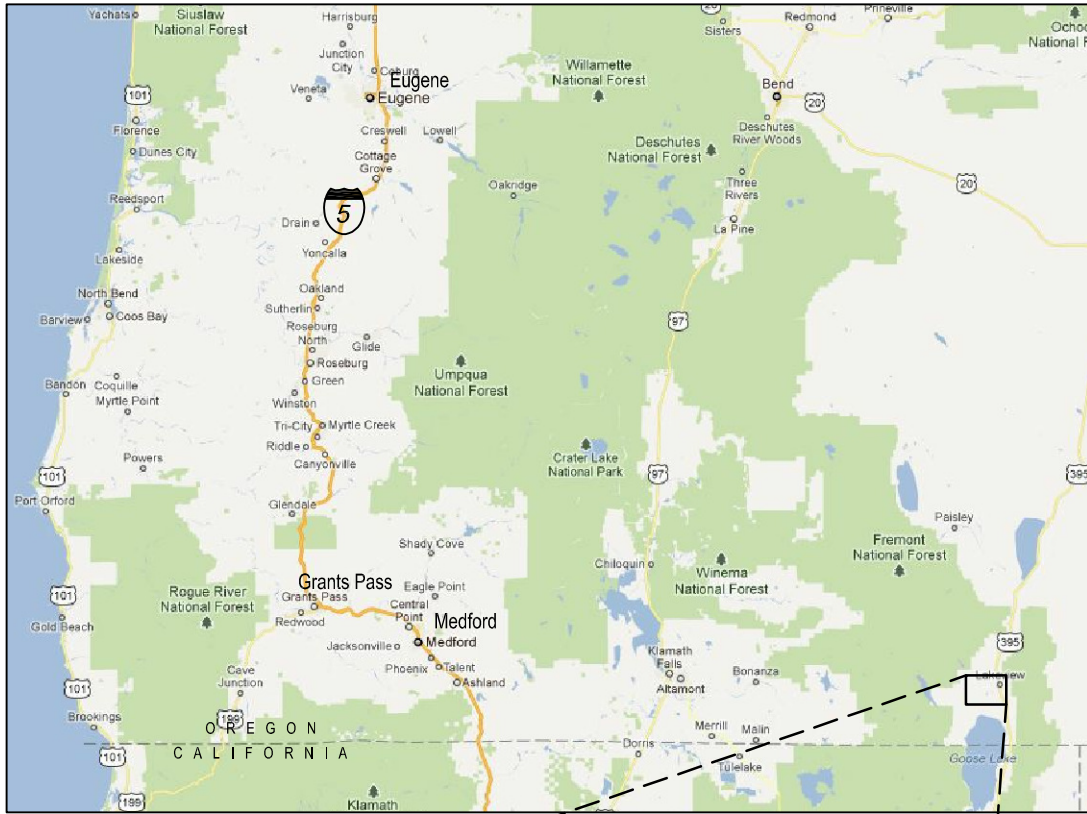 Yachats
Siuslaw
National Forest
Harrisburg
Junction
City
Coburg
Eugene
Eugene
Veneta
Creswell
Lowell
Cottage
Grove
Oakridge
Willamette
National Forest
20
Sisters
Redmond
Prineville
Ochoc
National F
Bend
20
Deschutes
River Woods
Deschutes
National Forest
Three
Rivers
La Pine
20
101
Florence
Dunes City
Reedsport
Lakeside
North Bend
Coos Bay
Barview
Bandon
Coquille
Myrtle Point
Powers
101
Port Orford
5
Drain
Yoncalla
Oakland
Sutherlin
Roseburg
North
Roseburg
Glide
Green
Winston
Tri-City
Myrtle Creek
Riddle
Canyonville
Glendale
Umpqua
National Forest
97
Crater Lake
National Park
97
395
Paisley
Fremont
National Forest
Chiloquin
Winema
National Forest
Shady Cove
Eagle Point
Grants Pass
Grants Pass
Redwood
Central
Point
Medford
Medford
Jacksonville
Phoenix
Talent
Ashland
Rogue River
National Forest
101
Gold Beach
Cave
Junction
101
Brookings
199
OREGON
CALIFORNIA
101
199
Klamath
Klamath
Falls
Altamont
Bonanza
Merrill
Malin
Dorris
Tulelake
395
Lakeview
Goose Lake